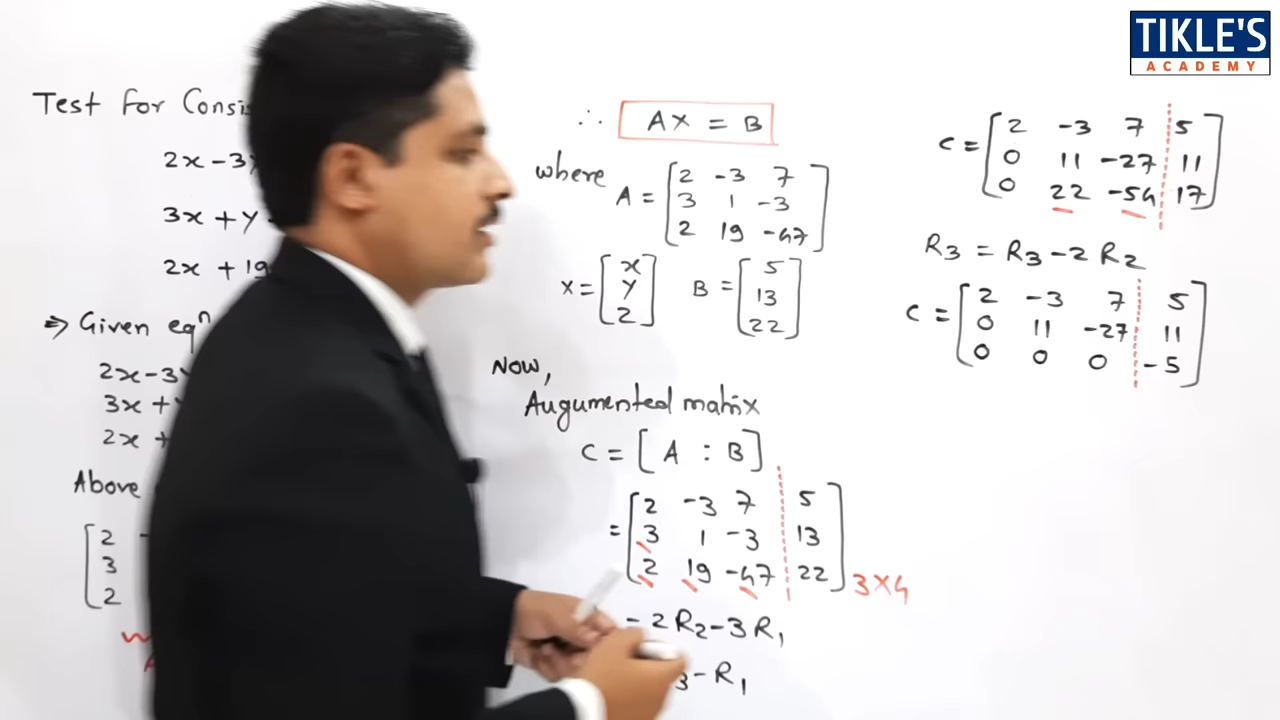 TIKLE'S
ACADEMY
Test for
2x - 3
3x + y
2x + 19
⇒ Given eqⁿ
2x - 3
3x +
2x +
Above
2
3
2
∴ AX = B
where A = [2 -3 7
3 1 -3
2 19 -47]
X = [x
y
z] B = [5
13
22]
Now,
Augumented matrix
C = [A : B]
= [2 -3 7 5
3 1 -3 13
2 19 -47 22] 3×4
2R₂ - 3R₁
₃ - R₁
C = [2 -3 7 5
0 11 -27 11
0 22 -54 17]
R₃ = R₃ - 2R₂
C = [2 -3 7 5
0 11 -27 11
0 0 0 -5]